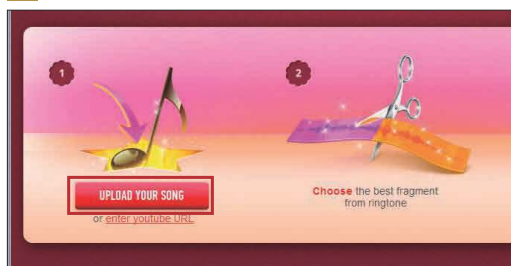 1
UPLOAD YOUR SONG
or enter youtube URL
2
Choose the best fragment
from ringtone